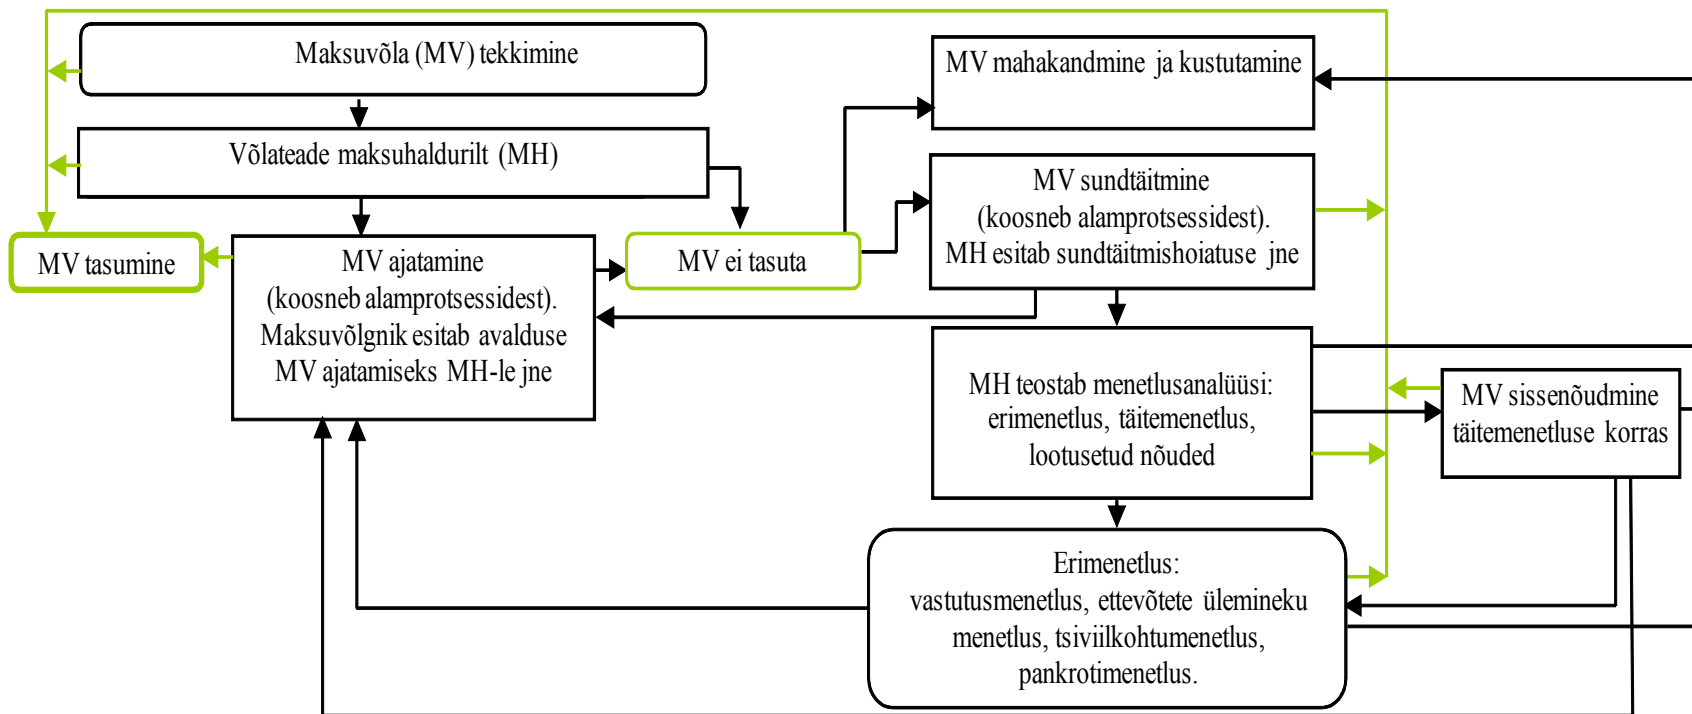 Maksuvõla (MV) tekkimine
MV mahakandmine ja kustutamine
Võlateade maksuhaldurilt (MH)
MV sundtäitmine
(koosneb alamprotsessidest).
MH esitab sundtäitmishoiatuse jne
MV tasumine
MV ajatamine
(koosneb alamprotsessidest).
Maksuvõlgnik esitab avalduse
MV ajatamiseks MH-le jne
MV ei tasuta
MH teostab menetlusanalüüsi:
erimenetlus, täitemenetlus,
lootusetud nõuded
MV sissenõudmine
täitemenetluse korras
Erimenetlus:
vastutusmenetlus, ettevõtete ülemineku
menetlus, tsiviilkohtumenetlus,
pankrotimenetlus.